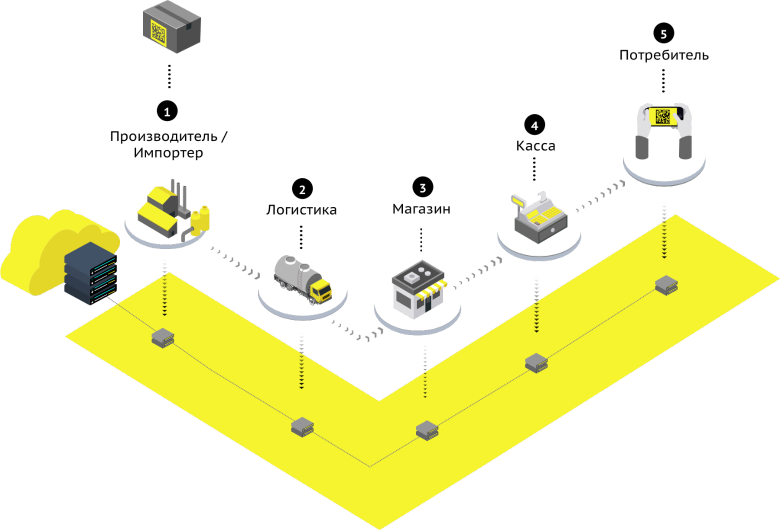 1
Производитель /
Импортер
2
Логистика
3
Магазин
4
Касса
5
Потребитель